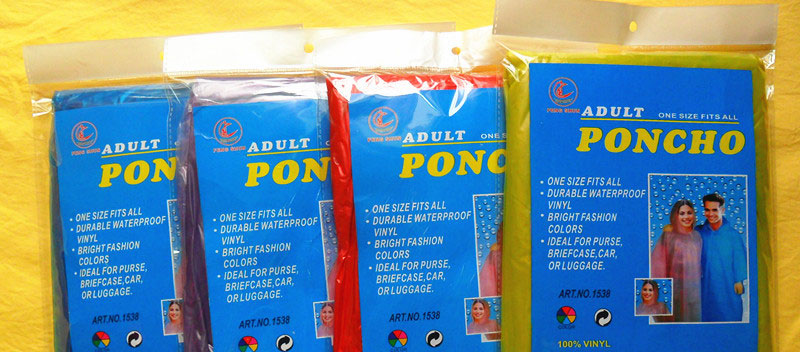 FENG SHUN
ADULT
PON
• ONE SIZE FITS ALL
• DURABLE WATERPROOF
VINYL
• BRIGHT FASHION
COLORS
• IDEAL FOR PURSE,
BRIEFCASE,CAR,
OR LUGGAGE.
ART.NO.1538
ADULT
PON
• ONE SIZE FITS ALL
• DURABLE WATERPROOF
VINYL
• BRIGHT FASHION
COLORS
• IDEAL FOR PURSE,
BRIEFCASE,CAR,
OR LUGGAGE.
ART.NO.1538
ADULT ONE SIZE
PONC
• ONE SIZE FITS ALL
• DURABLE WATERPROOF
VINYL
• BRIGHT FASHION
COLORS
• IDEAL FOR PURSE,
BRIEFCASE,CAR,
OR LUGGAGE.
ART.NO.1538
ADULT ONE SIZE FITS ALL
PONCHO
• ONE SIZE FITS ALL
• DURABLE WATERPROOF
VINYL
• BRIGHT FASHION
COLORS
• IDEAL FOR PURSE,
BRIEFCASE,CAR,
OR LUGGAGE.
ART.NO.1538
100% VINYL